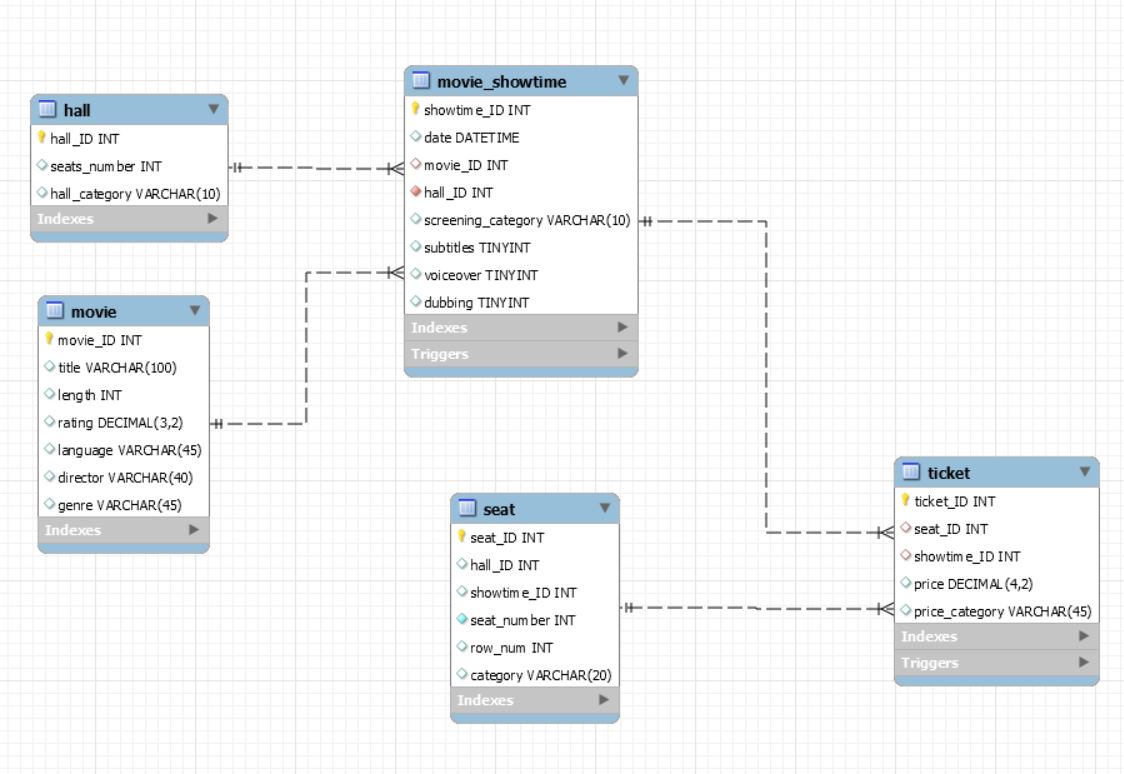 hall
hall_ID INT
seats_number INT
hall_category VARCHAR(10)
Indexes
movie_showtime
showtime_ID INT
date DATETIME
movie_ID INT
hall_ID INT
screening_category VARCHAR(10)
subtitles TINYINT
voiceover TINYINT
dubbing TINYINT
Indexes
Triggers
movie
movie_ID INT
title VARCHAR(100)
length INT
rating DECIMAL(3,2)
language VARCHAR(45)
director VARCHAR(40)
genre VARCHAR(45)
Indexes
seat
seat_ID INT
hall_ID INT
showtime_ID INT
seat_number INT
row_num INT
category VARCHAR(20)
Indexes
ticket
ticket_ID INT
seat_ID INT
showtime_ID INT
price DECIMAL(4,2)
price_category VARCHAR(45)
Indexes
Triggers